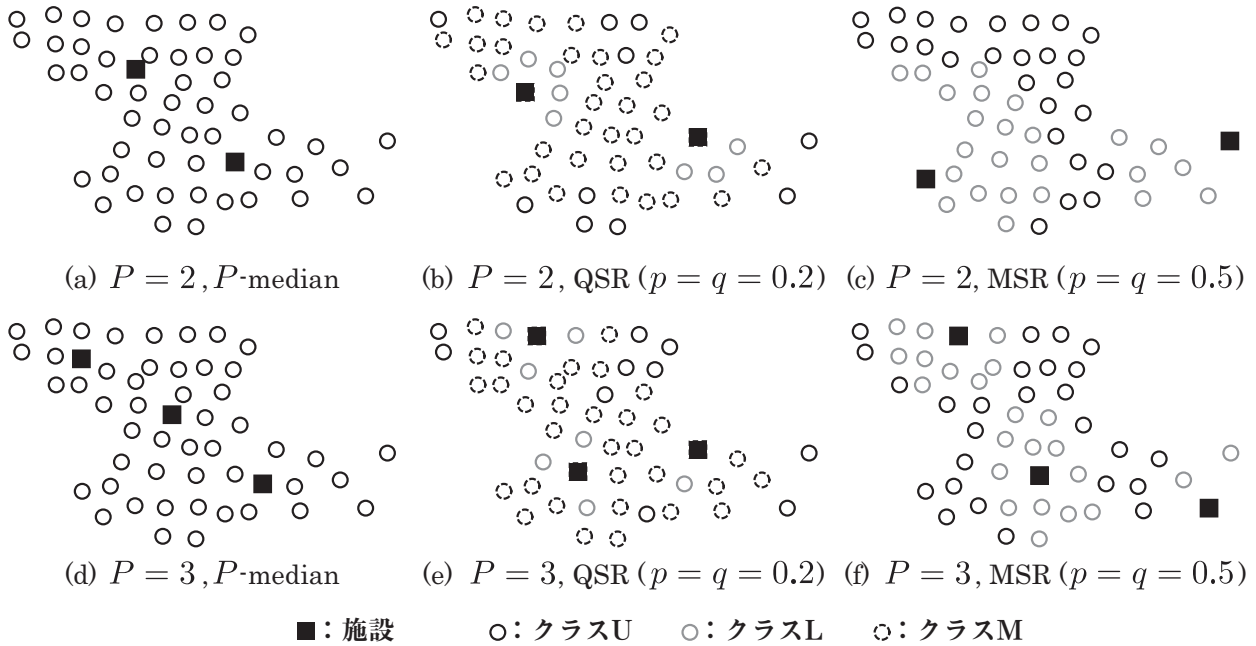 (a) P = 2, P-median
(b) P = 2, QSR (p = q = 0.2)
(c) P = 2, MSR (p = q = 0.5)
(d) P = 3, P-median
(e) P = 3, QSR (p = q = 0.2)
(f) P = 3, MSR (p = q = 0.5)
■：施設 ○：クラスU ○：クラスL ○：クラスM